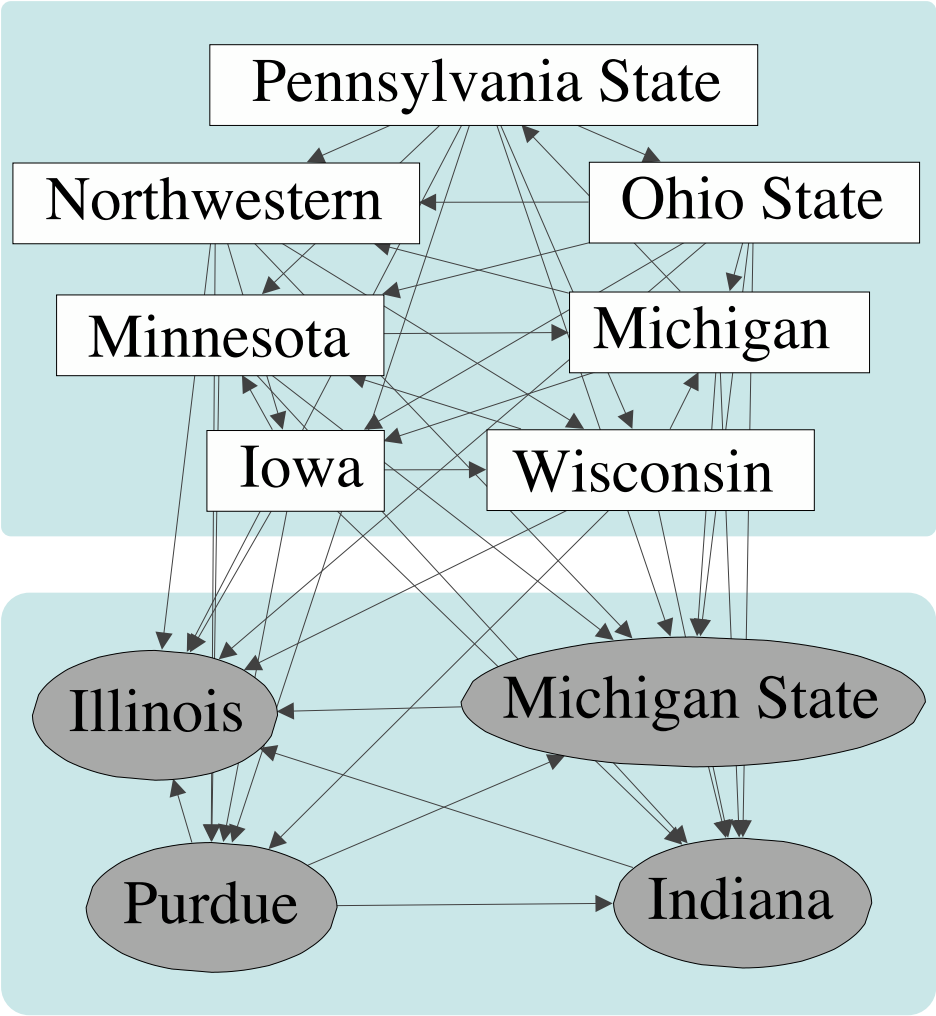 Pennsylvania State
Northwestern
Ohio State
Minnesota
Michigan
Iowa
Wisconsin
Illinois
Michigan State
Purdue
Indiana